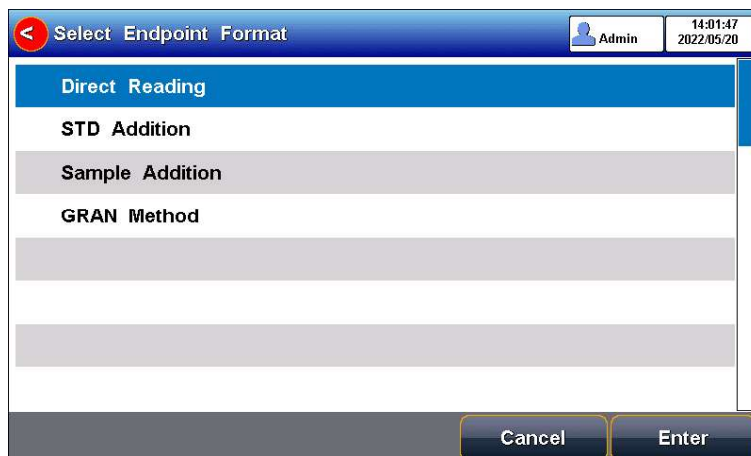 < Select Endpoint Format
Admin
14:01:47
2022/05/20
Direct Reading
STD Addition
Sample Addition
GRAN Method
Cancel
Enter